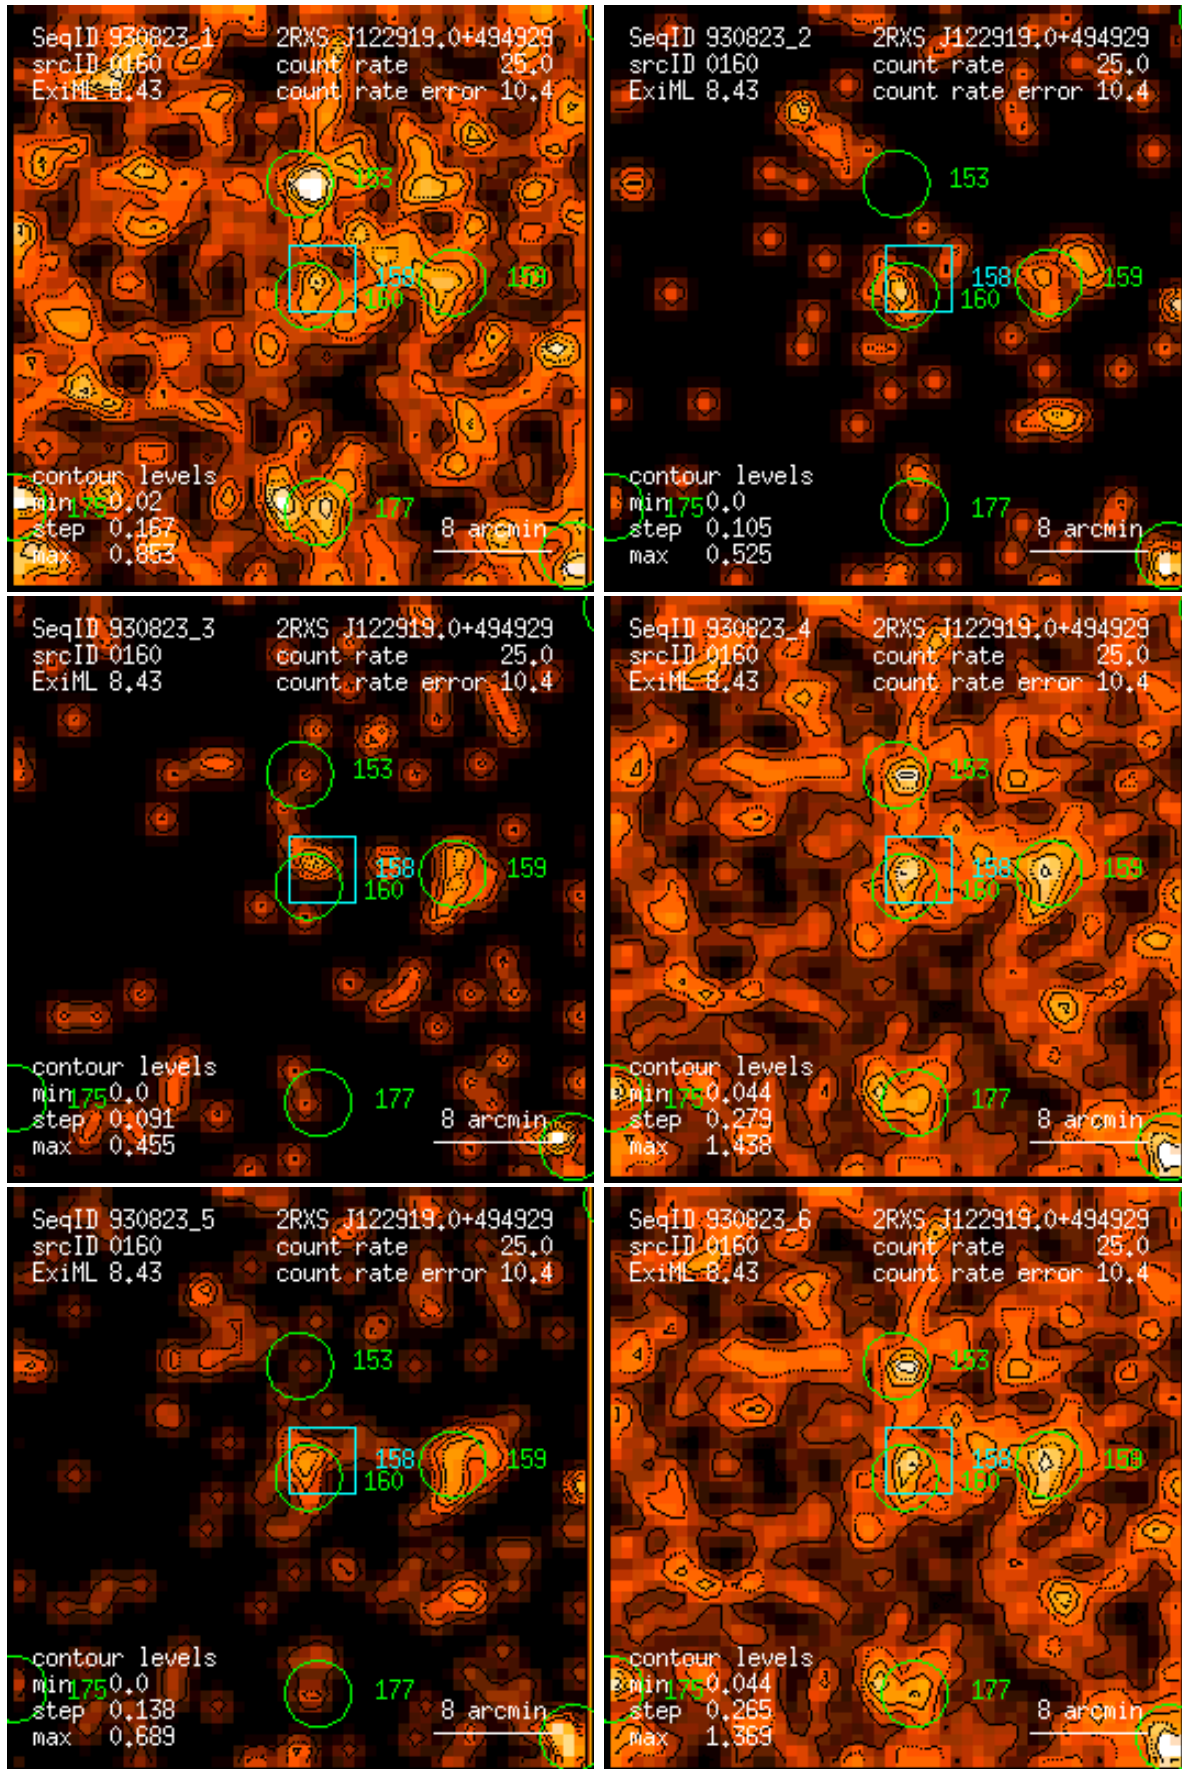 SeqID 930823_1 2RXS J122919.0+494929
srcID 0160 count rate 25.0
ExiML 8.43 count rate error 10.4
153
158
159
160
contour levels
min 0.02
175
177
step 0.167
8 arcmin
max 0.853
SeqID 930823_2 2RXS J122919.0+494929
srcID 0160 count rate 25.0
ExiML 8.43 count rate error 10.4
153
158
159
160
contour levels
min 0.0
175
177
step 0.105
8 arcmin
max 0.525
SeqID 930823_3 2RXS J122919.0+494929
srcID 0160 count rate 25.0
ExiML 8.43 count rate error 10.4
153
158
159
160
contour levels
min 0.0
175
177
step 0.091
8 arcmin
max 0.455
SeqID 930823_4 2RXS J122919.0+494929
srcID 0160 count rate 25.0
ExiML 8.43 count rate error 10.4
153
158
159
160
contour levels
min 0.044
175
177
step 0.279
8 arcmin
max 1.438
SeqID 930823_5 2RXS J122919.0+494929
srcID 0160 count rate 25.0
ExiML 8.43 count rate error 10.4
153
158
159
160
contour levels
min 0.0
175
177
step 0.138
8 arcmin
max 0.689
SeqID 930823_6 2RXS J122919.0+494929
srcID 0160 count rate 25.0
ExiML 8.43 count rate error 10.4
153
158
159
160
contour levels
min 0.044
175
177
step 0.265
8 arcmin
max 1.369